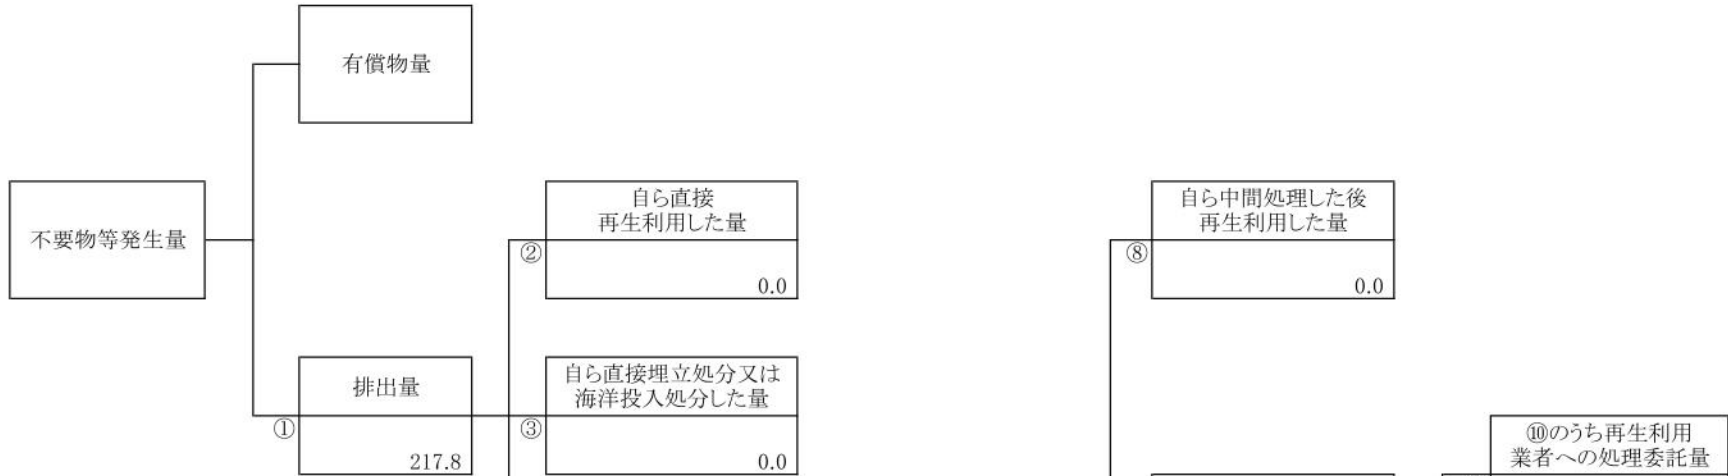 有償物量
不要物等発生量
自ら直接
再生利用した量
②
0.0
自ら中間処理した後
再生利用した量
⑧
0.0
排出量
①
217.8
自ら直接埋立処分又は
海洋投入処分した量
③
0.0
⑩のうち再生利用
業者への処理委託量